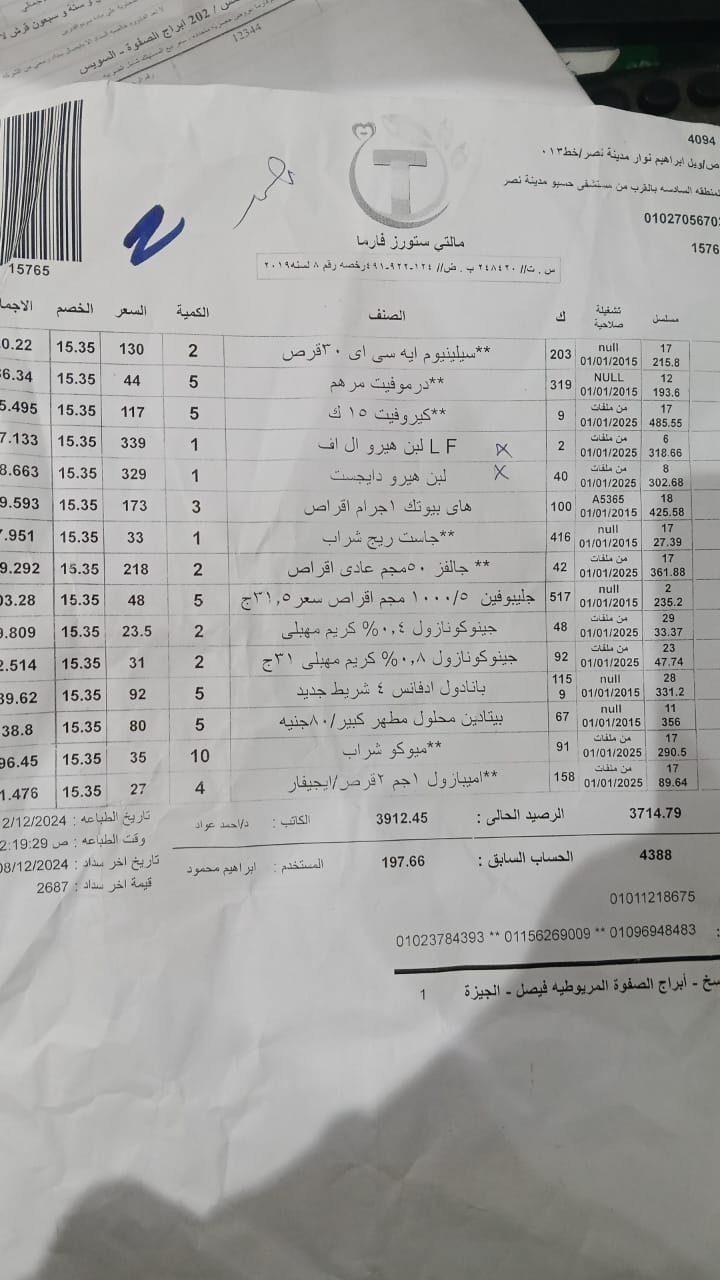 202 / ابراج الصفوة - السويس
12344
4094
ص/ويل ابراهيم نوار مدينة نصر/خط٠١٣
لمنطقه السادسه بالقرب من مستشفى حسبو مدينة نصر
0102705670
1576
15765
T
مالتي ستورز فارما
س . ت// ٢٤٨٤٢٠ ب . ض// ١٢٤-٩٢٢-٤٩١رخصه رقم ٨ لسنه٢٠١٩
مسلسل تشغيلة صلاحية ك الصنف الكمية السعر الخصم الاجما
17 215.8 null 01/01/2015 203 **سيلينيوم ايه سى اى ٣٠قرص 2 130 15.35 0.22
12 193.6 NULL 01/01/2015 319 **درموفيت مرهم 5 44 15.35 6.34
17 485.55 من ملفات 01/01/2025 9 **كيروفيت ١٥ ك 5 117 15.35 5.495
6 318.66 من ملفات 01/01/2025 2 LF لبن هيرو ال اف 1 339 15.35 7.133
8 302.68 من ملفات 01/01/2025 40 لبن هيرو دايجست 1 329 15.35 8.663
18 425.58 A5365 01/01/2015 100 هاى بيوتك ١جرام اقراص 3 173 15.35 9.593
17 27.39 null 01/01/2015 416 **جاست ريج شراب 1 33 15.35 7.951
17 361.88 من ملفات 01/01/2025 42 ** جالفز ٥٠مجم عادى اقراص 2 218 15.35 9.292
2 235.2 null 01/01/2015 517 جليبوفين ١٠٠٠/٥ مجم اقراص سعر٣١,٥ج 5 48 15.35 03.28
29 33.37 من ملفات 01/01/2025 48 جينوكونازول ٠,٤% كريم مهبلى 2 23.5 15.35 9.809
23 47.74 من ملفات 01/01/2025 92 جينوكونازول ٠,٨% كريم مهبلى ٣١ج 2 31 15.35 2.514
28 331.2 null 01/01/2015 1159 بانادول ادفانس ٤ شريط جديد 5 92 15.35 89.62
11 356 null 01/01/2015 67 بيتادين محلول مطهر كبير/٨٠جنيه 5 80 15.35 38.8
17 290.5 من ملفات 01/01/2025 91 **ميوكو شراب 10 35 15.35 96.45
17 89.64 من ملفات 01/01/2025 158 **اميبازول ١جم ٢قرص/ايجيفار 4 27 15.35 1.476
3714.79 الرصيد الحالى : 3912.45 الكاتب : د/احمد عواد تاريخ الطباعه : 2/12/2024
وقت الطباعه : ص 2:19:29
4388 الحساب السابق : 197.66 المستخدم : ابراهيم محمود تاريخ اخر سداد : 08/12/2024
قيمة اخر سداد : 2687
01011218675
01023784393 ** 01156269009 ** 01096948483 :
سخ - أبراج الصفوة المريوطيه فيصل - الجيزة 1